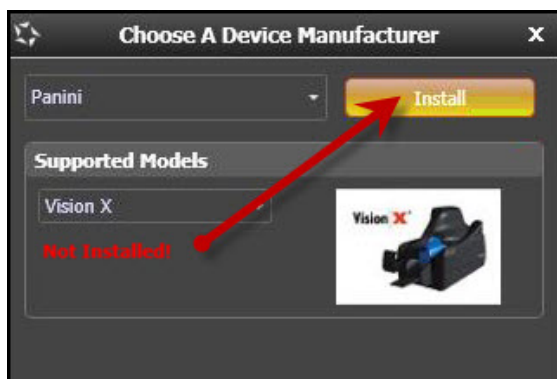 Choose A Device Manufacturer X
Panini Install
Supported Models
Vision X
Vision X
Not Installed!